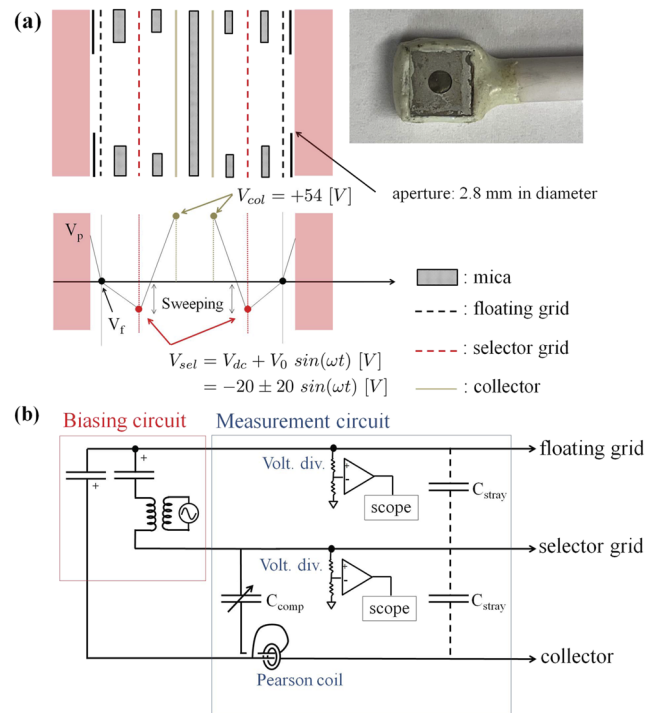 (a)
V_col = +54 [V]
aperture: 2.8 mm in diameter
V_p
Sweeping
V_f
V_sel = V_dc + V_0 sin(ωt) [V]
= −20 ± 20 sin(ωt) [V]
: mica
: floating grid
: selector grid
: collector
(b)
Biasing circuit
Measurement circuit
floating grid
+
+
Volt. div.
+
-
scope
C_stray
selector grid
Volt. div.
+
-
scope
C_comp
C_stray
collector
Pearson coil